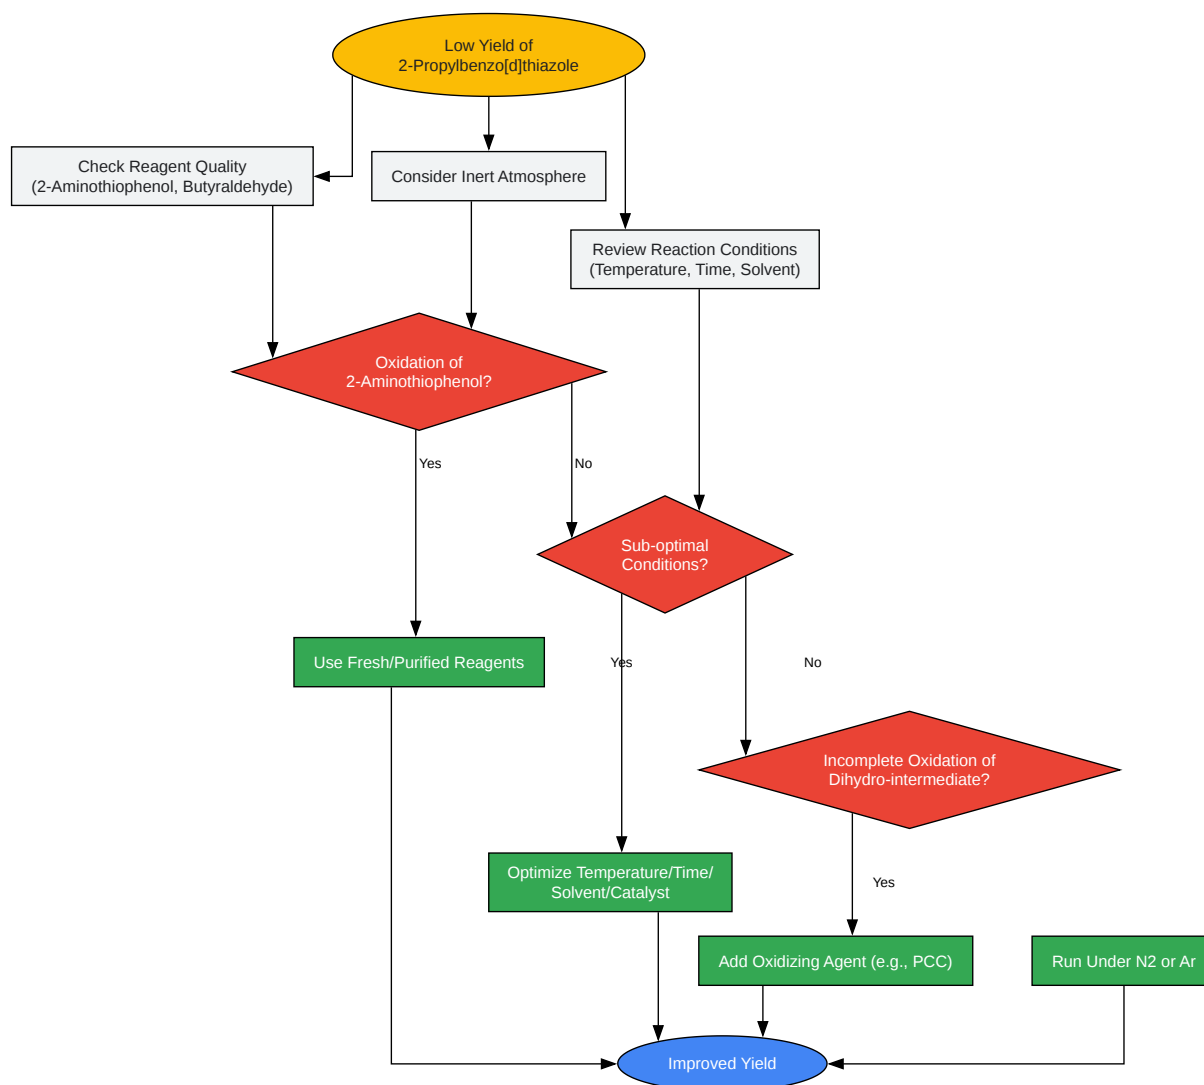 Low Yield of
2-Propylbenzo[d]thiazole
Check Reagent Quality
(2-Aminothiophenol, Butyraldehyde)
Consider Inert Atmosphere
Review Reaction Conditions
(Temperature, Time, Solvent)
Oxidation of
2-Aminothiophenol?
Yes
No
Sub-optimal
Conditions?
Use Fresh/Purified Reagents
Yes
No
Incomplete Oxidation of
Dihydro-intermediate?
Optimize Temperature/Time/
Solvent/Catalyst
Yes
Add Oxidizing Agent (e.g., PCC)
Run Under N2 or Ar
Improved Yield